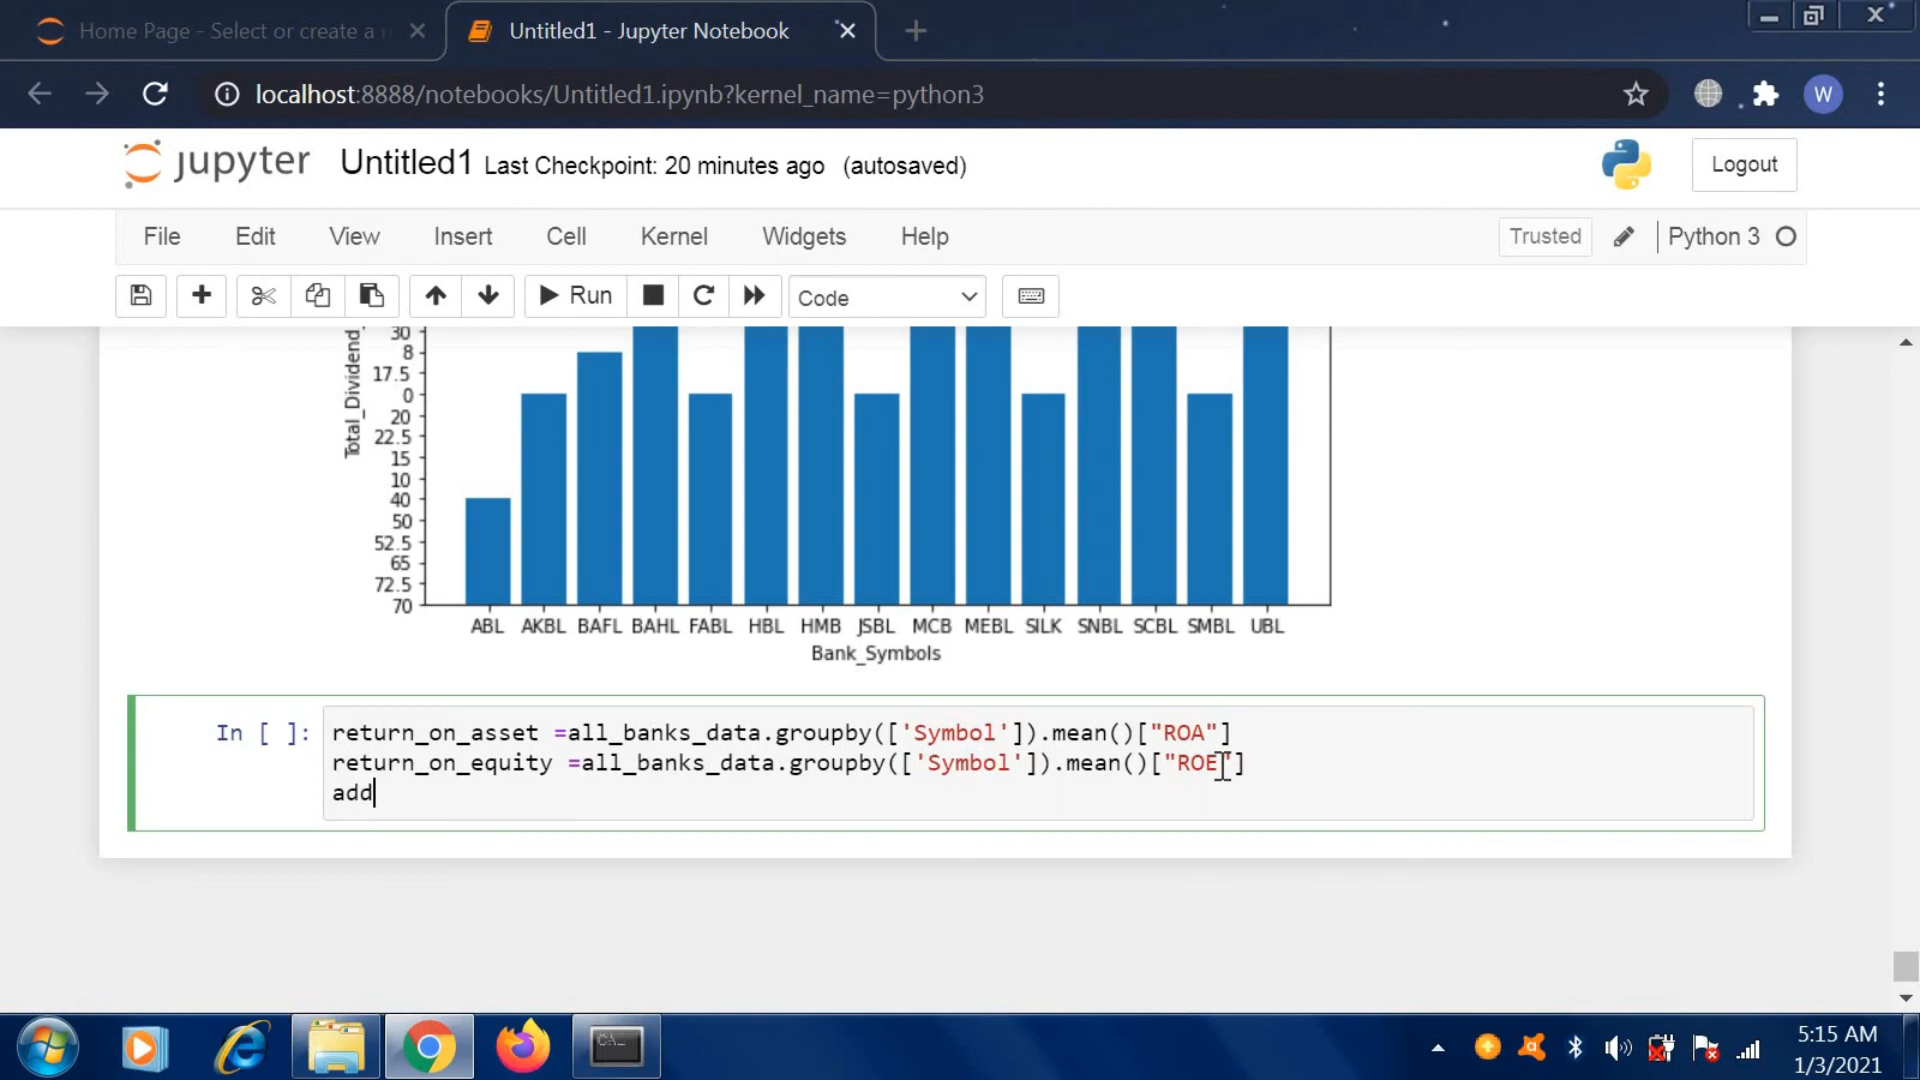 Home Page - Select or create a n
Untitled1 - Jupyter Notebook
localhost:8888/notebooks/Untitled1.ipynb?kernel_name=python3
W
jupyter
Untitled1 Last Checkpoint: 20 minutes ago (autosaved)
Logout
File Edit View Insert Cell Kernel Widgets Help
Trusted
Python 3
Run
Code
Total_Dividend_
30
8
17.5
0
20
22.5
15
10
40
50
52.5
65
72.5
70
ABL AKBL BAFL BAHL FABL HBL HMB JSBL MCB MEBL SILK SNBL SCBL SMBL UBL
Bank_Symbols
In [ ]: return_on_asset =all_banks_data.groupby(['Symbol']).mean()["ROA"]
return_on_equity =all_banks_data.groupby(['Symbol']).mean()["ROE"]
add
C:\_
5:15 AM
1/3/2021